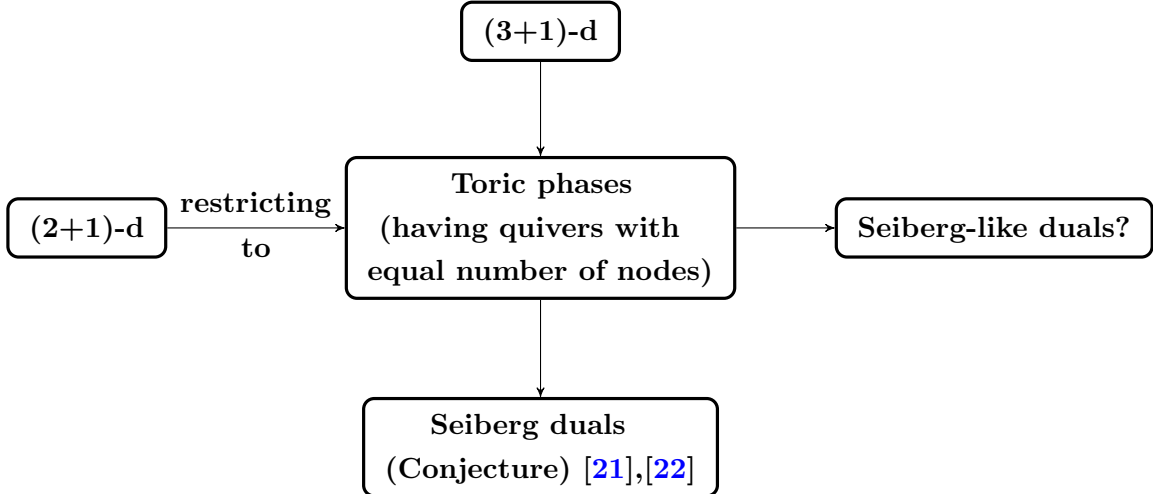 (3+1)-d
(2+1)-d
restricting
to
Toric phases
(having quivers with
equal number of nodes)
Seiberg-like duals?
Seiberg duals
(Conjecture) [21],[22]